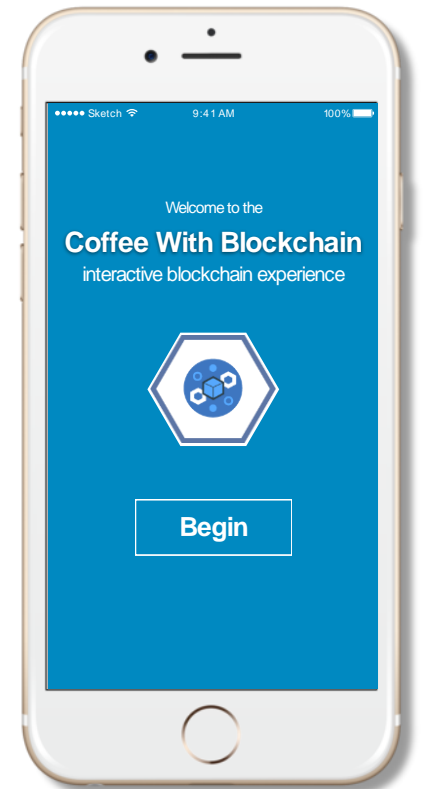 ●●●●● Sketch 9:41 AM 100%
Welcome to the
Coffee With Blockchain
interactive blockchain experience
Begin